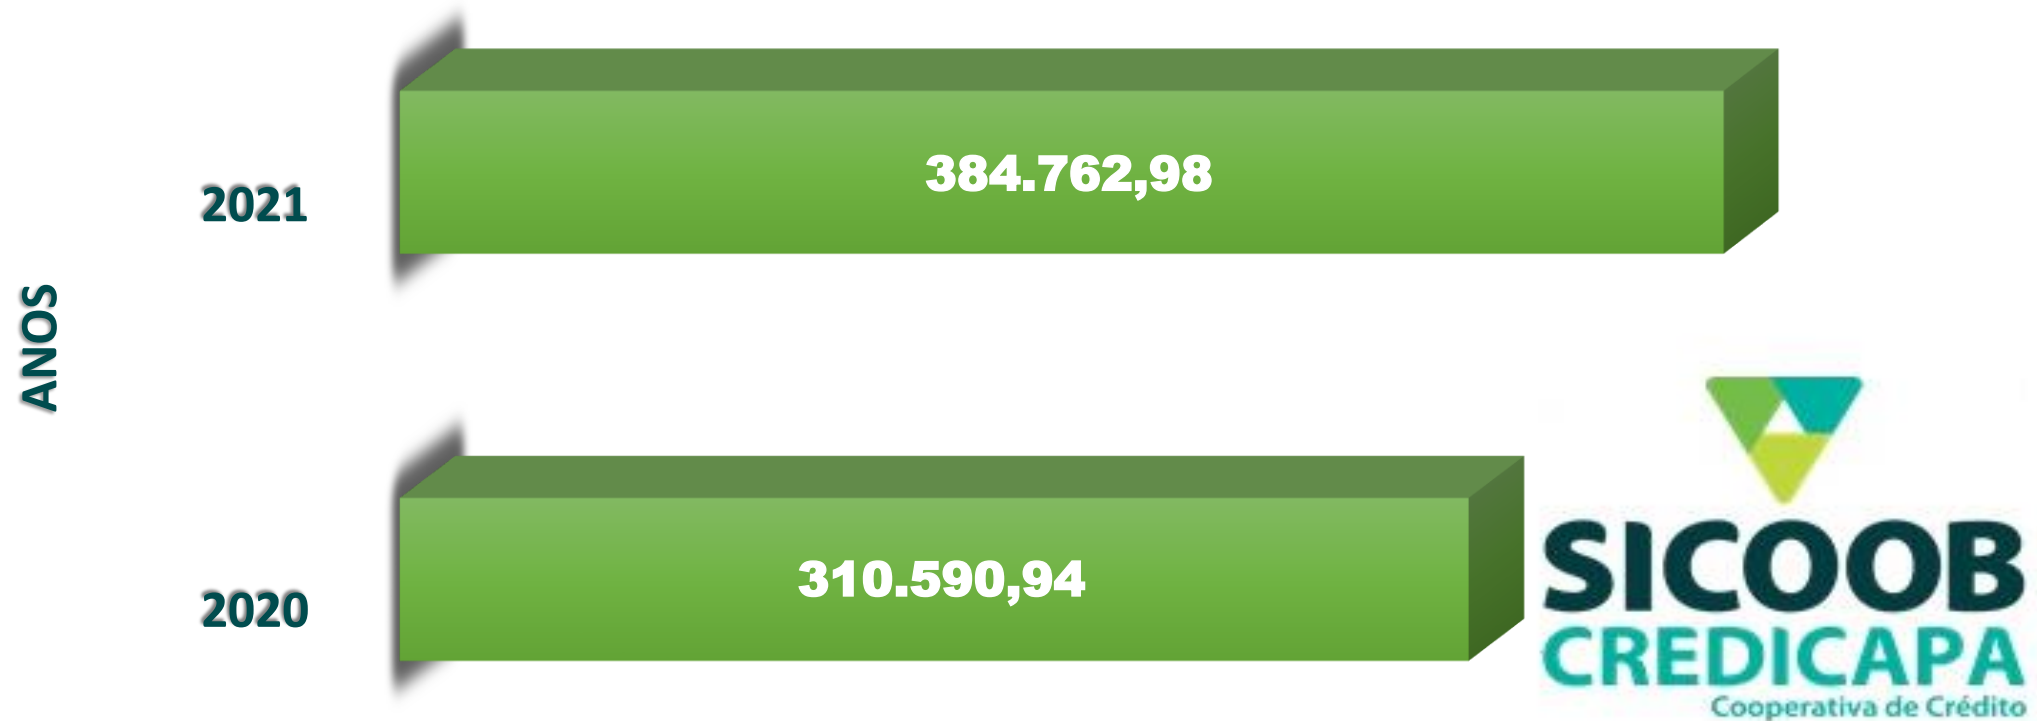 2021
384.762,98
ANOS
2020
310.590,94
SICOOB
CREDICAPA
Cooperativa de Crédito